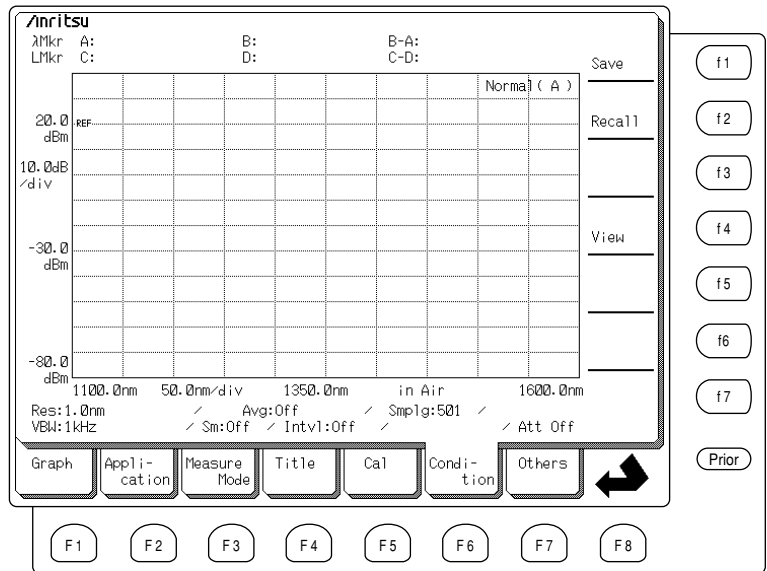 /Inritsu
λMkr A: B: B-A:
LMkr C: D: C-D:
Save
f1
Normal( A )
20.0 REF
dBm
Recall
f2
10.0dB
/div
f3
-30.0
dBm
View
f4
f5
f6
-80.0
dBm
1100.0nm 50.0nm/div 1350.0nm in Air 1600.0nm
f7
Res:1.0nm / Avg:Off / Smplg:501 /
VBW:1kHz / Sm:Off / Intvl:Off / / Att Off
Graph
Appli-
cation
Measure
Mode
Title
Cal
Condi-
tion
Others
Prior
F1 F2 F3 F4 F5 F6 F7 F8